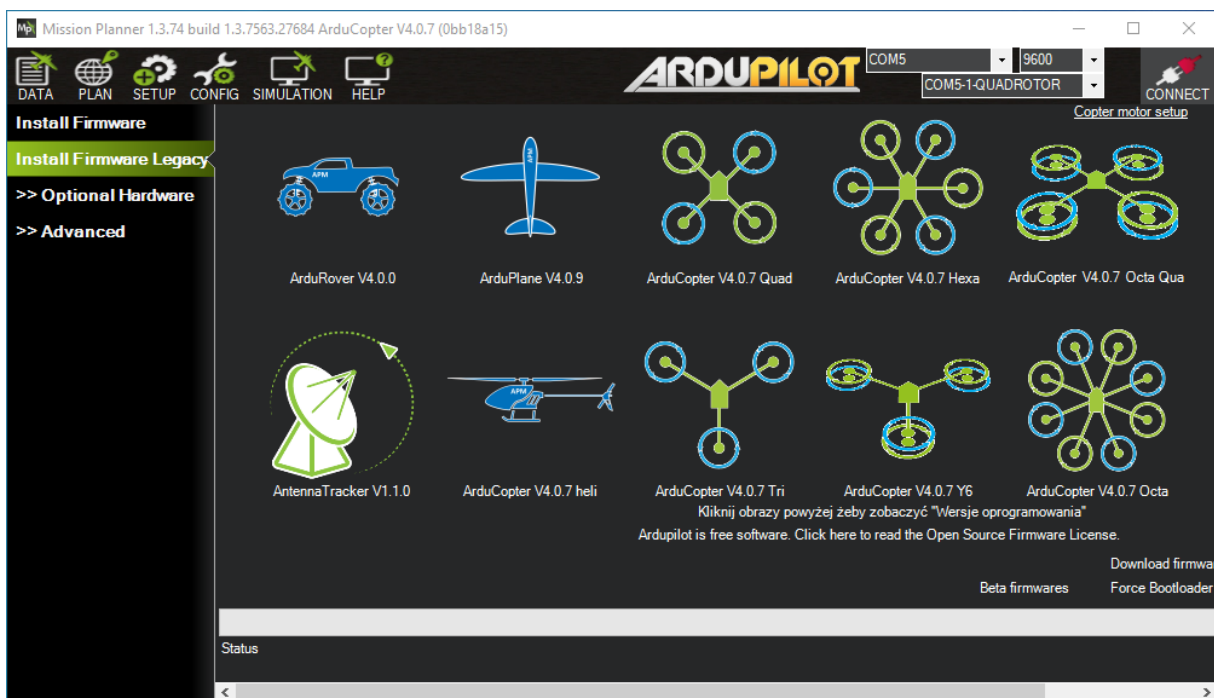 Mission Planner 1.3.74 build 1.3.7563.27684 ArduCopter V4.0.7 (0bb18a15)
DATA PLAN SETUP CONFIG SIMULATION HELP
ARDUPILOT
COM5 9600
COM5-1-QUADROTOR
CONNECT
Install Firmware
Copter motor setup
Install Firmware Legacy
>> Optional Hardware
>> Advanced
APM
APM
ArduRover V4.0.0
ArduPlane V4.0.9
ArduCopter V4.0.7 Quad
ArduCopter V4.0.7 Hexa
ArduCopter V4.0.7 Octa Qua
APM
AntennaTracker V1.1.0
ArduCopter V4.0.7 heli
ArduCopter V4.0.7 Tri
ArduCopter V4.0.7 Y6
ArduCopter V4.0.7 Octa
Kliknij obrazy powyżej żeby zobaczyć "Wersje oprogramowania"
Ardupilot is free software. Click here to read the Open Source Firmware License.
Download firmwa
Beta firmwares
Force Bootloader
Status